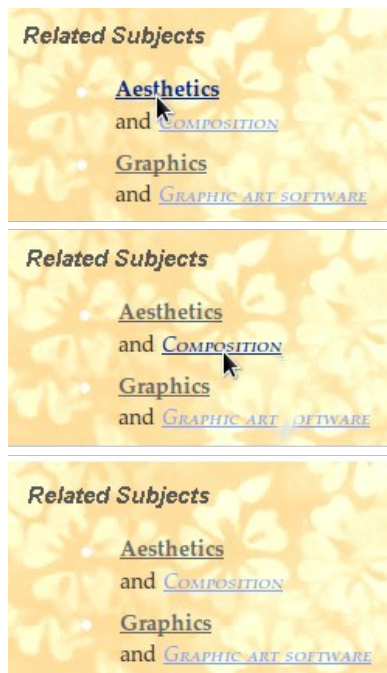 Related Subjects
Aesthetics
and Composition
Graphics
and Graphic art software
Related Subjects
Aesthetics
and Composition
Graphics
and Graphic art oftware
Related Subjects
Aesthetics
and Composition
Graphics
and Graphic art software